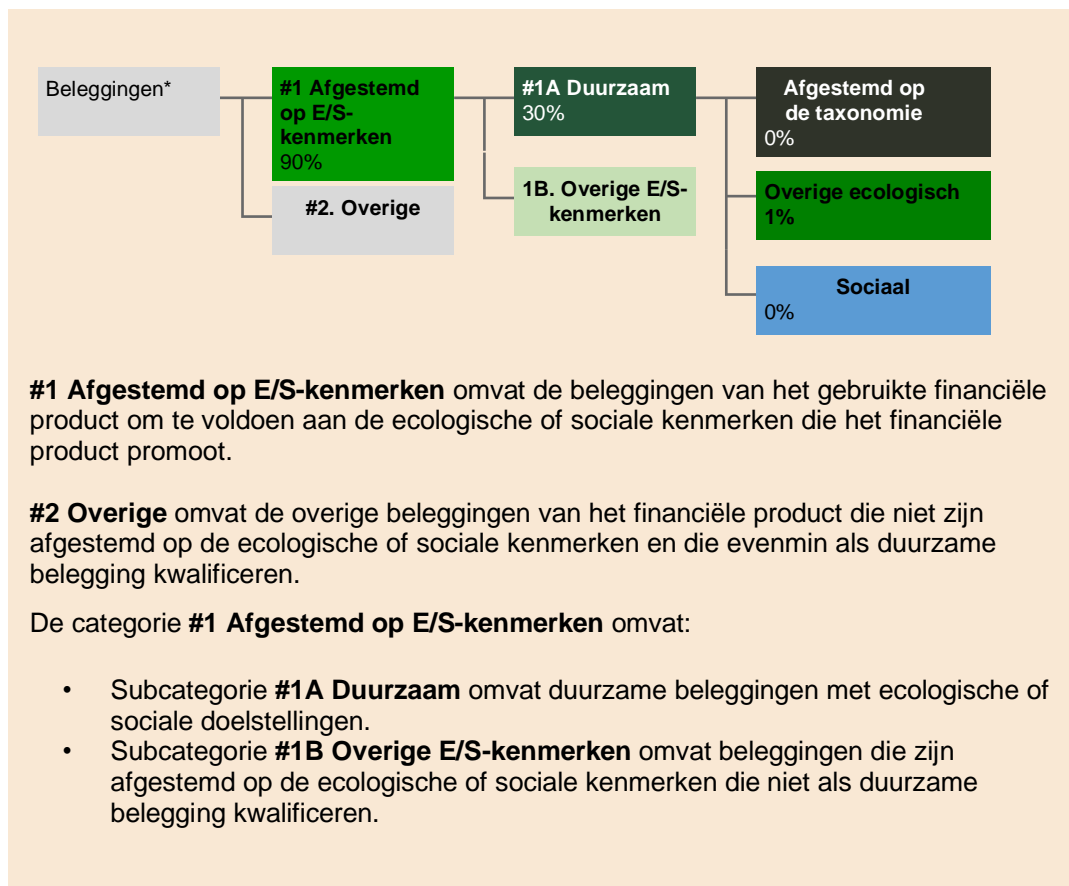 Beleggingen*
#1 Afgestemd
op E/S-
kenmerken
90%
#2. Overige
#1A Duurzaam
30%
1B. Overige E/S-
kenmerken
Afgestemd op
de taxonomie
0%
Overige ecologisch
1%
Sociaal
0%
#1 Afgestemd op E/S-kenmerken omvat de beleggingen van het gebruikte financiële
product om te voldoen aan de ecologische of sociale kenmerken die het financiële
product promoot.
#2 Overige omvat de overige beleggingen van het financiële product die niet zijn
afgestemd op de ecologische of sociale kenmerken en die evenmin als duurzame
belegging kwalificeren.
De categorie #1 Afgestemd op E/S-kenmerken omvat:
• Subcategorie #1A Duurzaam omvat duurzame beleggingen met ecologische of
sociale doelstellingen.
• Subcategorie #1B Overige E/S-kenmerken omvat beleggingen die zijn
afgestemd op de ecologische of sociale kenmerken die niet als duurzame
belegging kwalificeren.